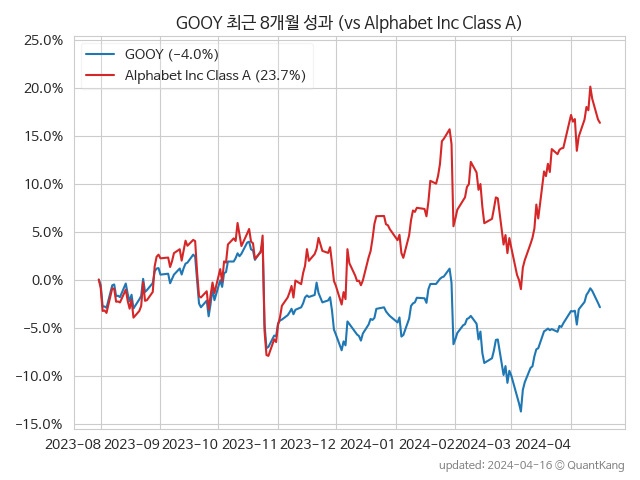 GOOY 최근 8개월 성과 (vs Alphabet Inc Class A)
GOOY (-4.0%)
Alphabet Inc Class A (23.7%)
25.0%
20.0%
15.0%
10.0%
5.0%
0.0%
-5.0%
-10.0%
-15.0%
2023-08 2023-09 2023-10 2023-11 2023-12 2024-01 2024-02 2024-03 2024-04
updated: 2024-04-16 © QuantKang